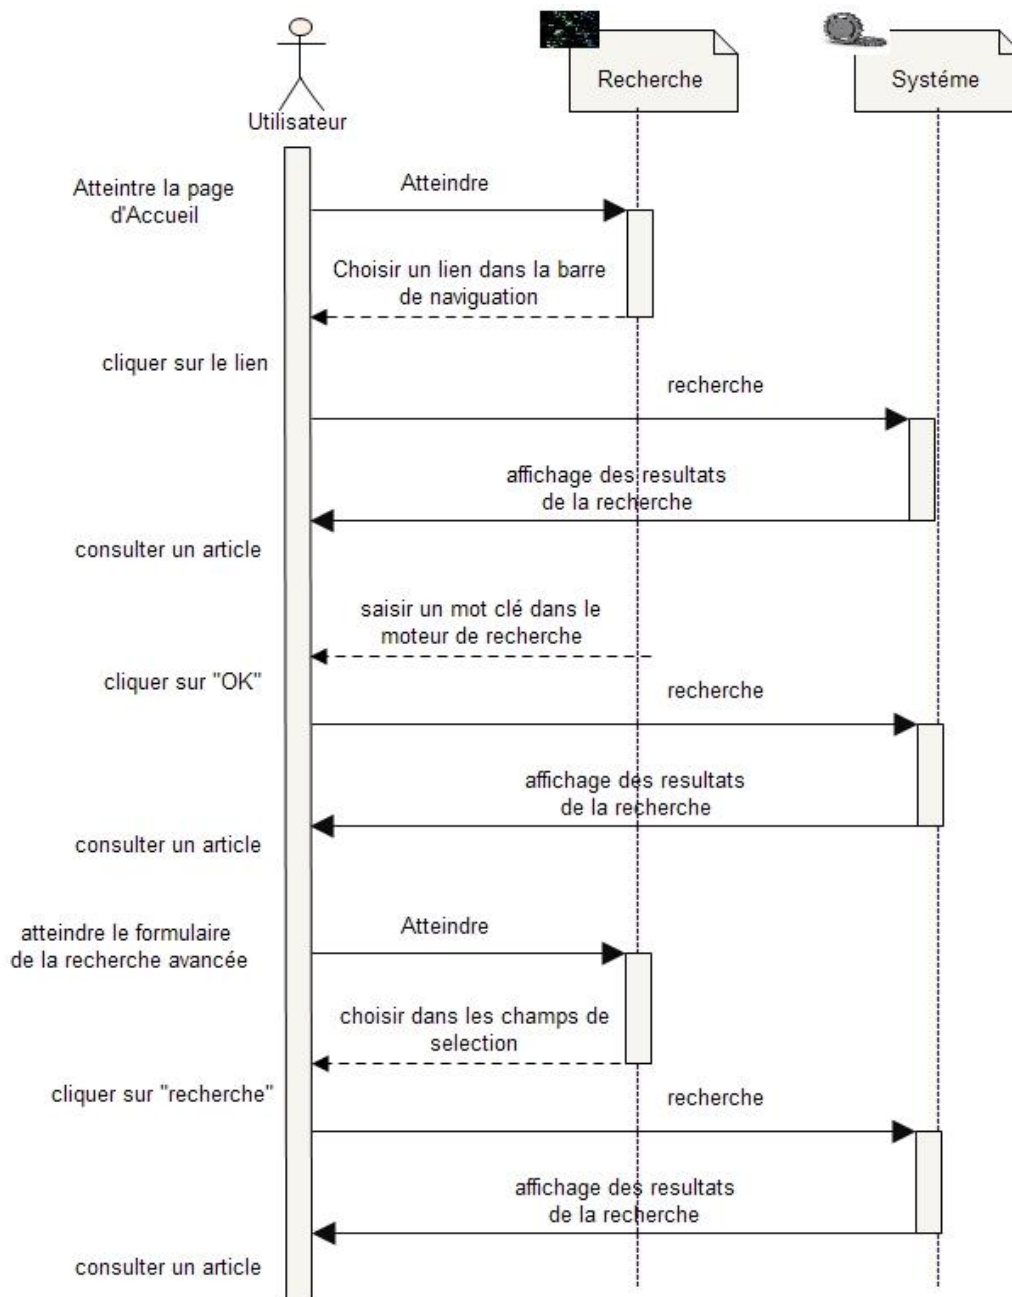 Recherche
Systéme
Utilisateur
Atteintre la page
d'Accueil
Atteindre
Choisir un lien dans la barre
de naviguation
cliquer sur le lien
recherche
affichage des resultats
de la recherche
consulter un article
saisir un mot clé dans le
moteur de recherche
cliquer sur "OK"
recherche
affichage des resultats
de la recherche
consulter un article
atteindre le formulaire
de la recherche avancée
Atteindre
choisir dans les champs de
selection
cliquer sur "recherche"
recherche
affichage des resultats
de la recherche
consulter un article